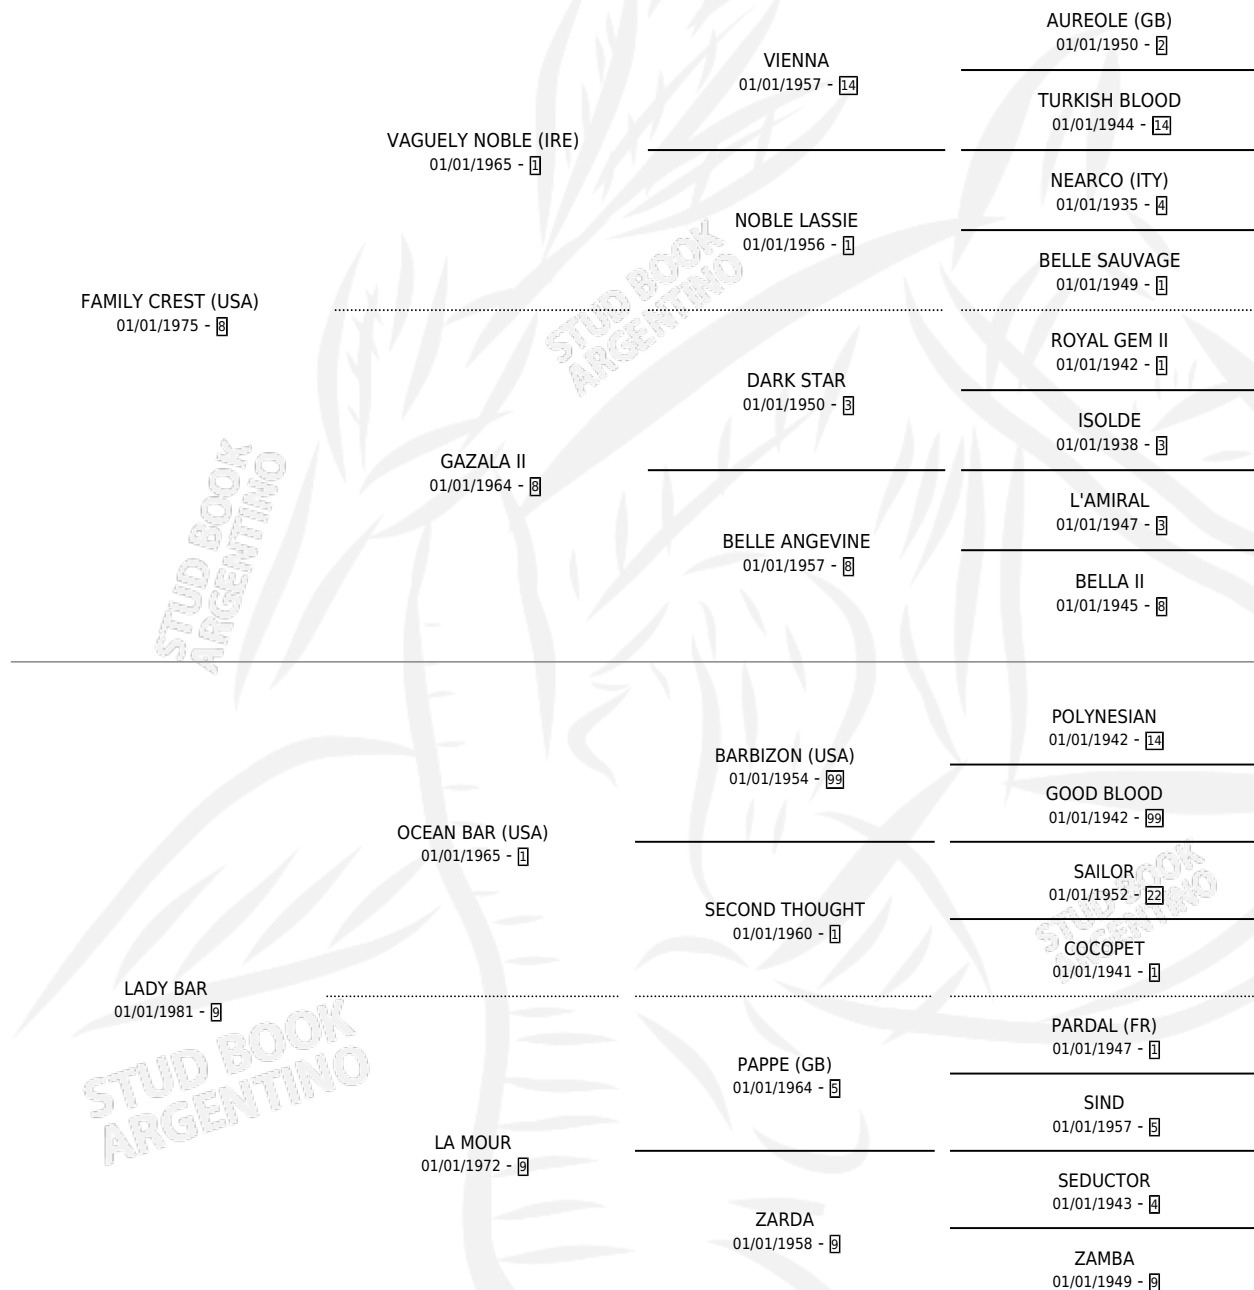 AUREOLE (GB)
01/01/1950 - 2
VIENNA
01/01/1957 - 14
TURKISH BLOOD
01/01/1944 - 14
VAGUELY NOBLE (IRE)
01/01/1965 - 1
NEARCO (ITY)
01/01/1935 - 4
NOBLE LASSIE
01/01/1956 - 1
BELLE SAUVAGE
01/01/1949 - 1
FAMILY CREST (USA)
01/01/1975 - 8
STUD BOOK
ARGENTINO
ROYAL GEM II
01/01/1942 - 1
DARK STAR
01/01/1950 - 3
ISOLDE
01/01/1938 - 3
GAZALA II
01/01/1964 - 8
L'AMIRAL
01/01/1947 - 3
BELLE ANGEVINE
01/01/1957 - 8
BELLA II
01/01/1945 - 8
STUD BOOK
ARGENTINO
POLYNESIAN
01/01/1942 - 14
BARBIZON (USA)
01/01/1954 - 99
GOOD BLOOD
01/01/1942 - 99
OCEAN BAR (USA)
01/01/1965 - 1
SAILOR
01/01/1952 - 22
SECOND THOUGHT
01/01/1960 - 1
STUD BOOK
ARGENTINO
COCOPET
01/01/1941 - 1
LADY BAR
01/01/1981 - 9
STUD BOOK
ARGENTINO
PARDAL (FR)
01/01/1947 - 1
PAPPE (GB)
01/01/1964 - 5
SIND
01/01/1957 - 5
LA MOUR
01/01/1972 - 9
SEDUCTOR
01/01/1943 - 4
ZARDA
01/01/1958 - 9
ZAMBA
01/01/1949 - 9